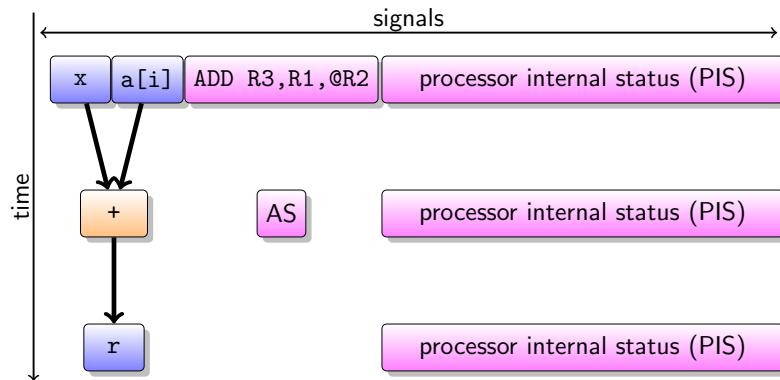 signals
x a[i] ADD R3,R1,@R2 processor internal status (PIS)
time
+ AS processor internal status (PIS)
r processor internal status (PIS)